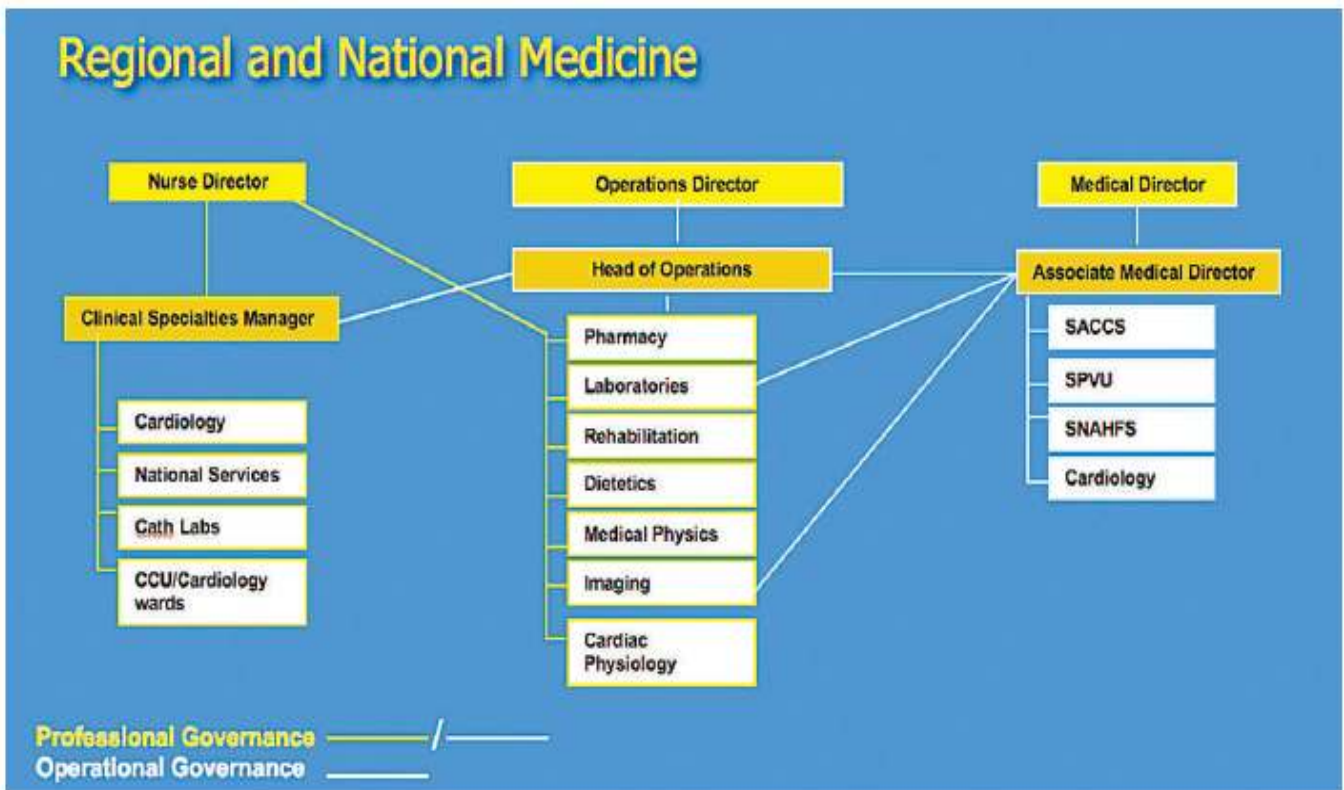 Regional and National Medicine
Nurse Director
Operations Director
Medical Director
Clinical Specialties Manager
Head of Operations
Associate Medical Director
Cardiology
National Services
Cath Labs
CCU/Cardiology
wards
Pharmacy
Laboratories
Rehabilitation
Dietetics
Medical Physics
Imaging
Cardiac
Physiology
SACCS
SPVU
SNAHFS
Cardiology
Professional Governance /
Operational Governance